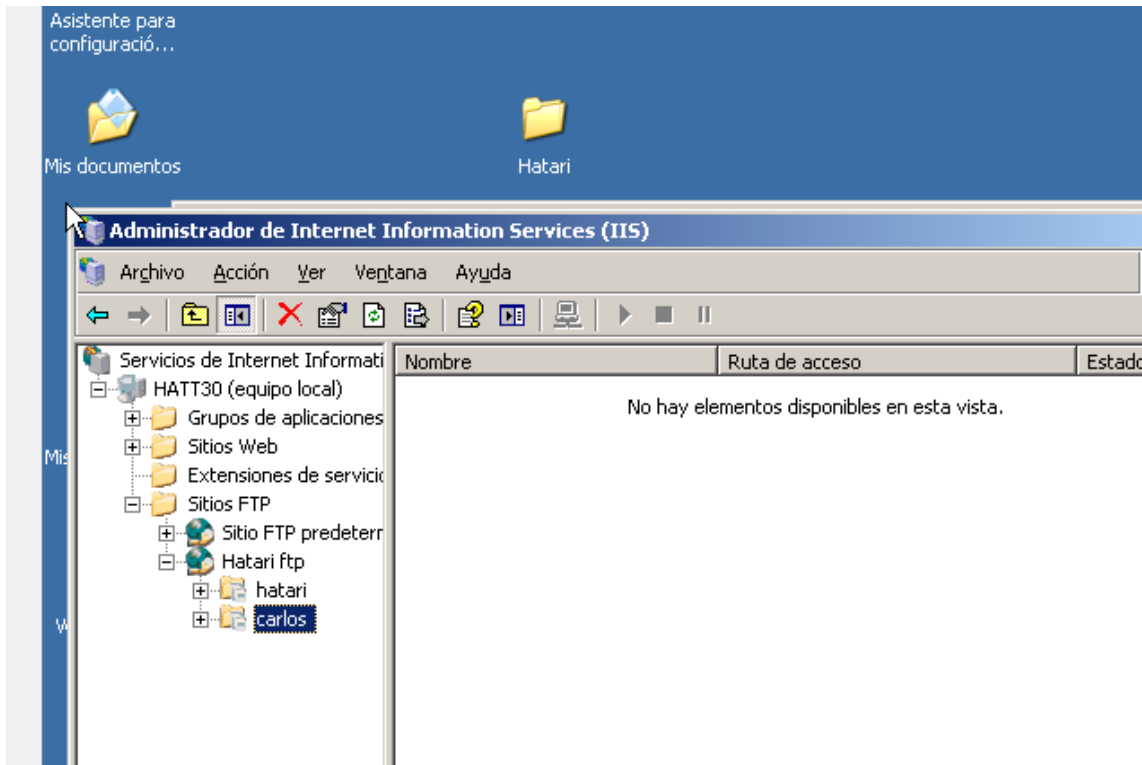 Asistente para
configuració...
Mis documentos
Hatari
Administrador de Internet Information Services (IIS)
Archivo Acción Ver Ventana Ayuda
Servicios de Internet Informati
HATT30 (equipo local)
Grupos de aplicaciones
Sitios Web
Extensiones de servicio
Sitios FTP
Sitio FTP predeterr
Hatari ftp
hatari
carlos
Nombre Ruta de acceso Estado
No hay elementos disponibles en esta vista.
Mis